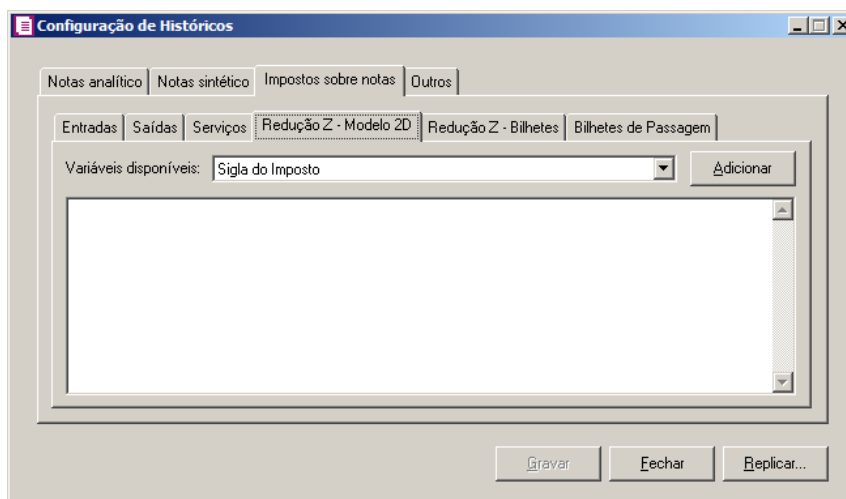 Configuração de Históricos
Notas analítico Notas sintético Impostos sobre notas Outros
Entradas Saídas Serviços Redução Z - Modelo 2D Redução Z - Bilhetes Bilhetes de Passagem
Variáveis disponíveis: Sigla do Imposto Adicionar
Gravar Fechar Replicar...